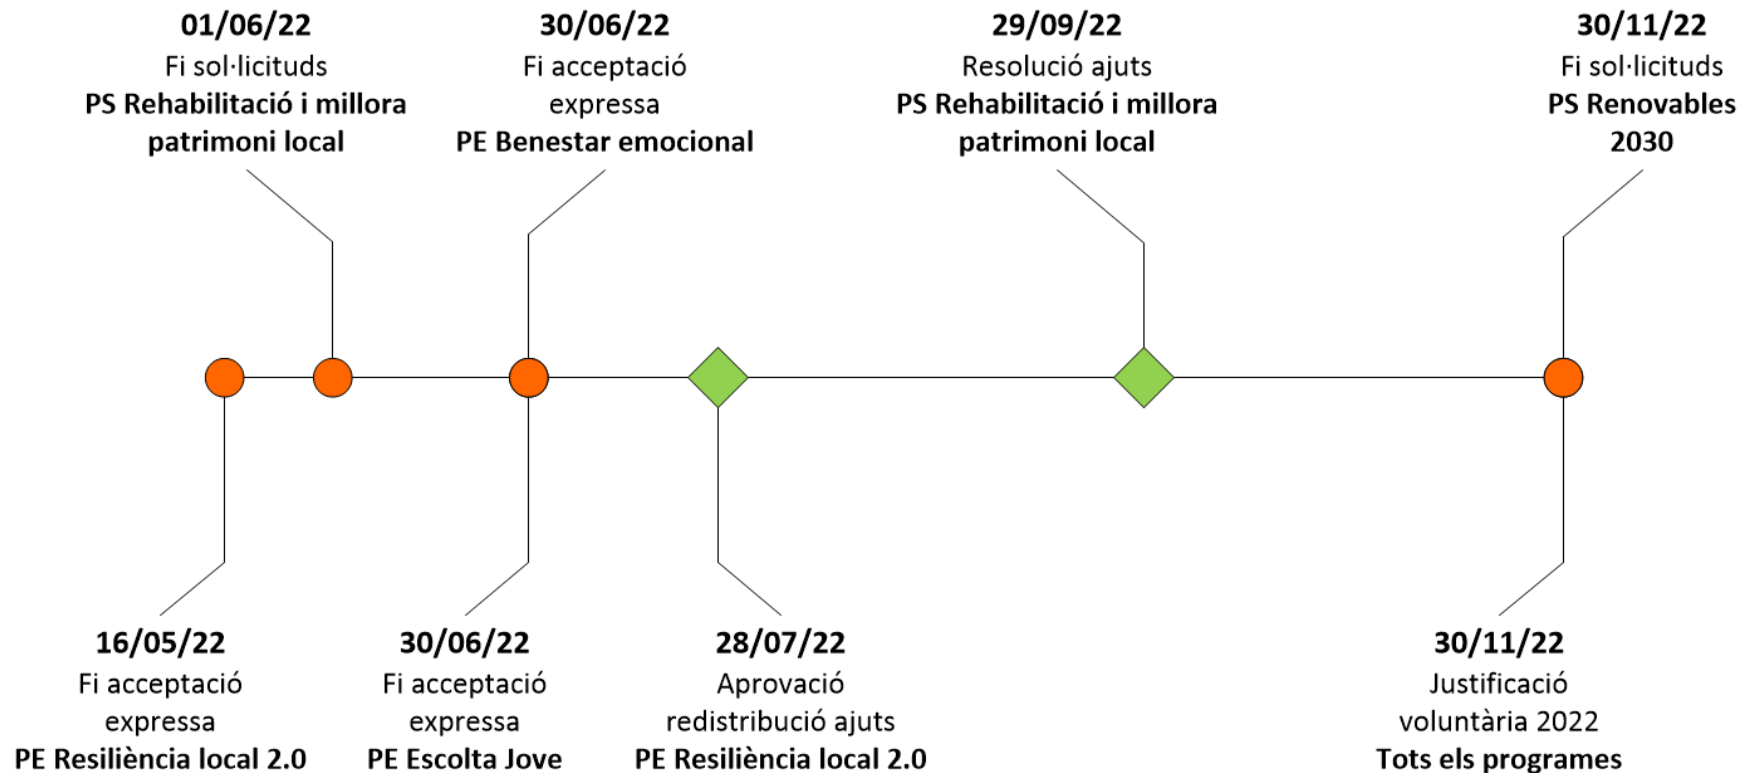 01/06/22
Fi sol·licituds
PS Rehabilitació i millora
patrimoni local
30/06/22
Fi acceptació
expressa
PE Benestar emocional
29/09/22
Resolució ajuts
PS Rehabilitació i millora
patrimoni local
30/11/22
Fi sol·licituds
PS Renovables
2030
16/05/22
Fi acceptació
expressa
PE Resiliència local 2.0
30/06/22
Fi acceptació
expressa
PE Escolta Jove
28/07/22
Aprovació
redistribució ajuts
PE Resiliència local 2.0
30/11/22
Justificació
voluntària 2022
Tots els programes